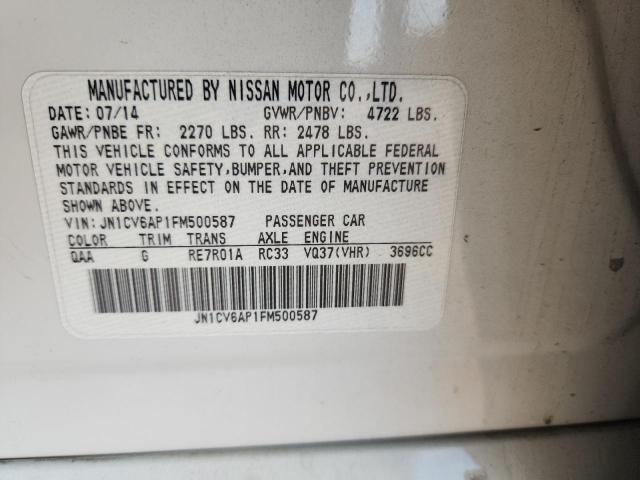 MANUFACTURED BY NISSAN MOTOR CO.,LTD.
DATE: 07/14 GVWR/PNBV: 4722 LBS.
GAWR/PNBE FR: 2270 LBS. RR: 2478 LBS.
THIS VEHICLE CONFORMS TO ALL APPLICABLE FEDERAL
MOTOR VEHICLE SAFETY,BUMPER,AND THEFT PREVENTION
STANDARDS IN EFFECT ON THE DATE OF MANUFACTURE
SHOWN ABOVE.
VIN: JN1CV6AP1FM500587 PASSENGER CAR
COLOR TRIM TRANS AXLE ENGINE
QAA G RE7R01A RC33 VQ37(VHR) 3696CC
JN1CV6AP1FM500587